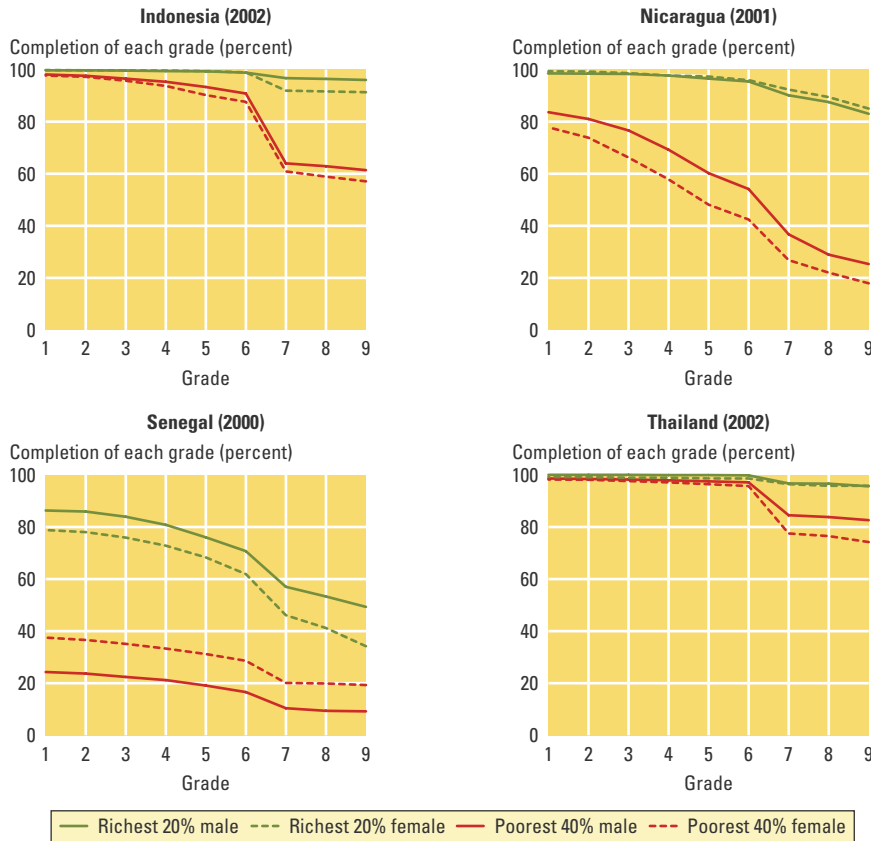 Indonesia (2002)
Completion of each grade (percent)
100
80
60
40
20
0
1 2 3 4 5 6 7 8 9
Grade
Nicaragua (2001)
Completion of each grade (percent)
100
80
60
40
20
0
1 2 3 4 5 6 7 8 9
Grade
Senegal (2000)
Completion of each grade (percent)
100
80
60
40
20
0
1 2 3 4 5 6 7 8 9
Grade
Thailand (2002)
Completion of each grade (percent)
100
80
60
40
20
0
1 2 3 4 5 6 7 8 9
Grade
Richest 20% male Richest 20% female Poorest 40% male Poorest 40% female